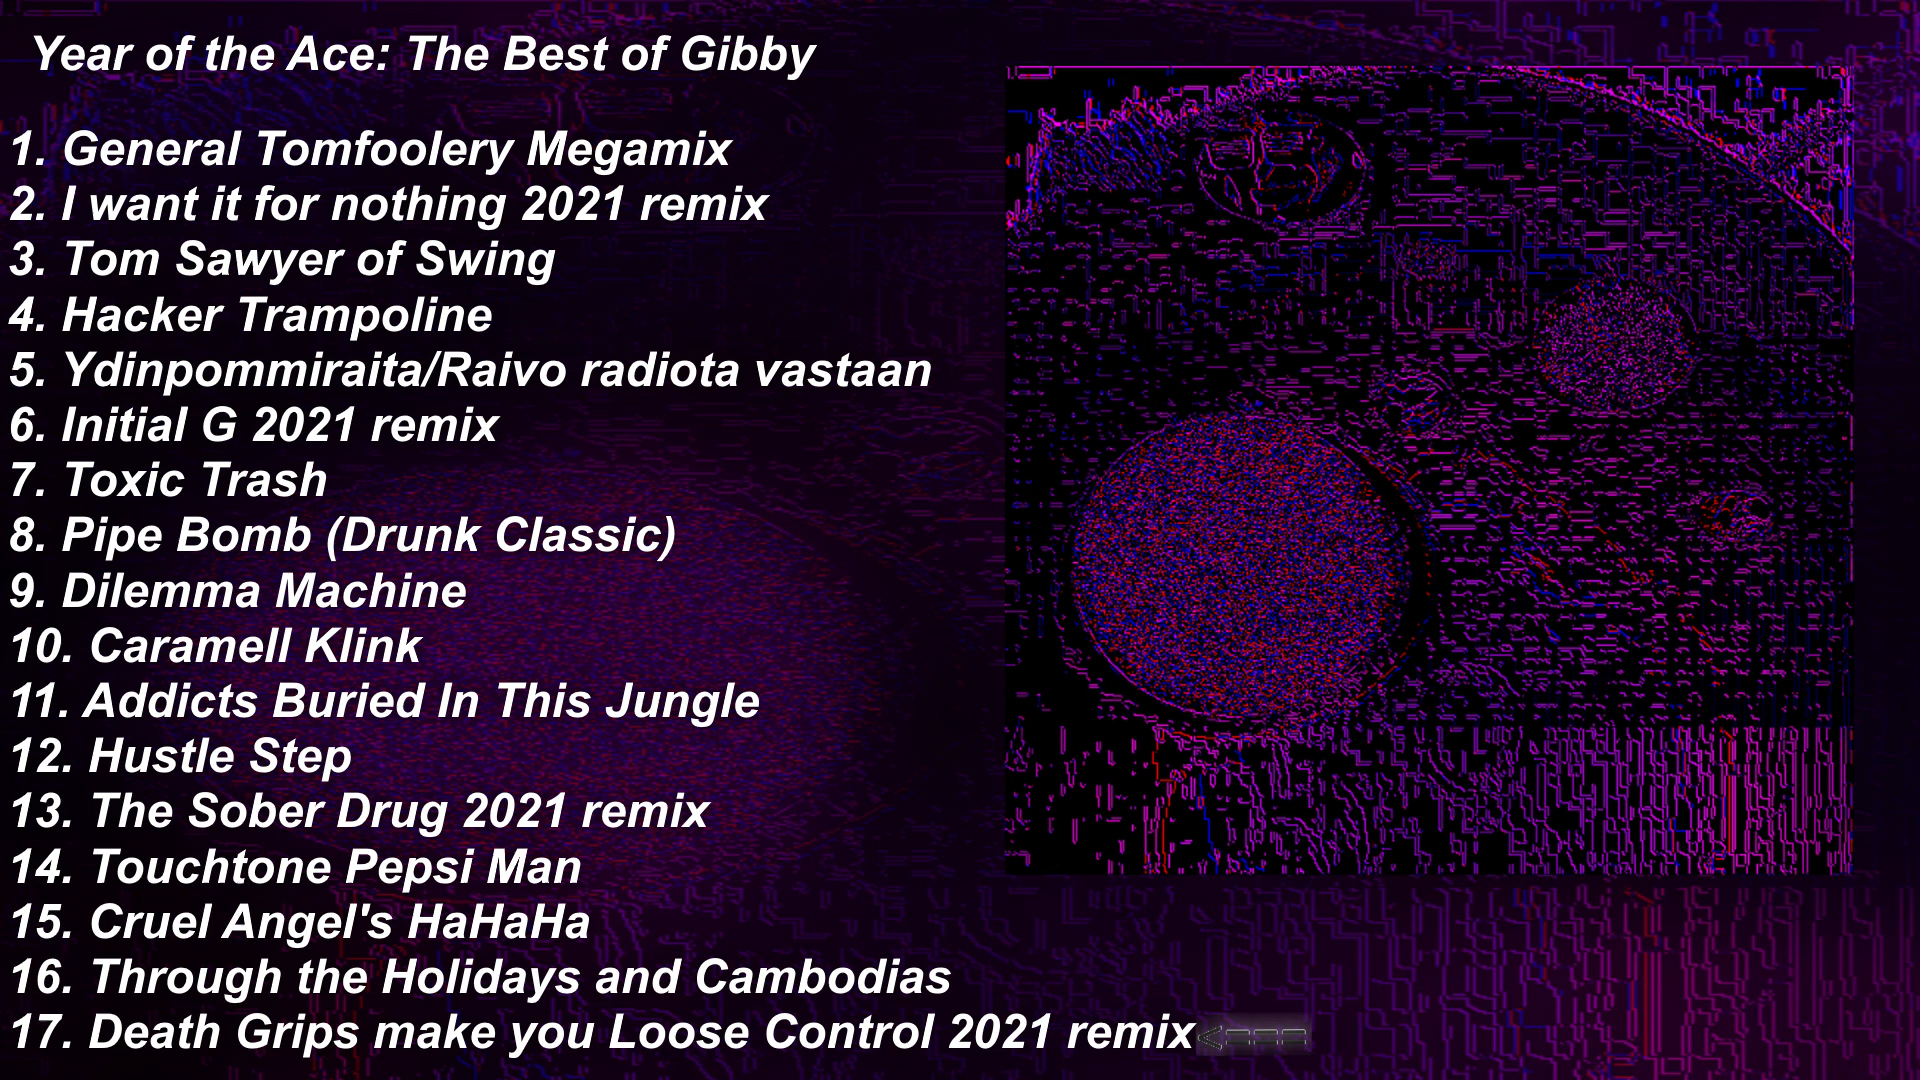 Year of the Ace: The Best of Gibby
1. General Tomfoolery Megamix
2. I want it for nothing 2021 remix
3. Tom Sawyer of Swing
4. Hacker Trampoline
5. Ydinpommiraita/Raivo radiota vastaan
6. Initial G 2021 remix
7. Toxic Trash
8. Pipe Bomb (Drunk Classic)
9. Dilemma Machine
10. Caramell Klink
11. Addicts Buried In This Jungle
12. Hustle Step
13. The Sober Drug 2021 remix
14. Touchtone Pepsi Man
15. Cruel Angel's HaHaHa
16. Through the Holidays and Cambodias
17. Death Grips make you Loose Control 2021 remix<===